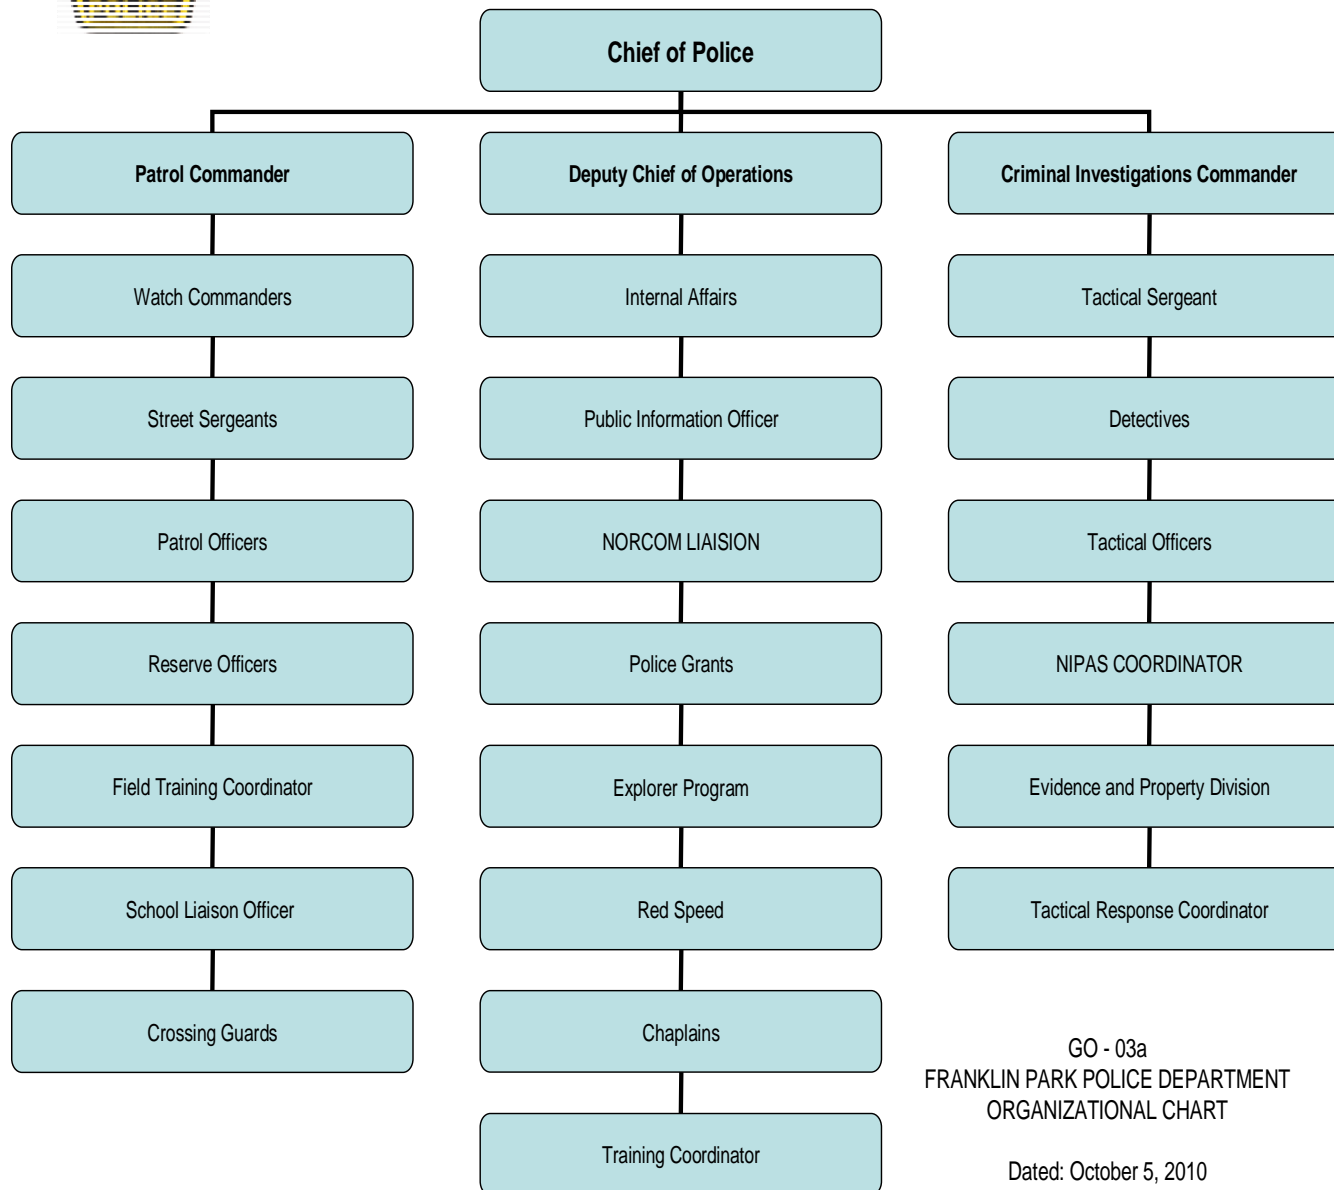 POLICE
Chief of Police
Patrol Commander
Deputy Chief of Operations
Criminal Investigations Commander
Watch Commanders
Internal Affairs
Tactical Sergeant
Street Sergeants
Public Information Officer
Detectives
Patrol Officers
NORCOM LIAISION
Tactical Officers
Reserve Officers
Police Grants
NIPAS COORDINATOR
Field Training Coordinator
Explorer Program
Evidence and Property Division
School Liaison Officer
Red Speed
Tactical Response Coordinator
Crossing Guards
Chaplains
Training Coordinator
GO - 03a
FRANKLIN PARK POLICE DEPARTMENT
ORGANIZATIONAL CHART
Dated: October 5, 2010